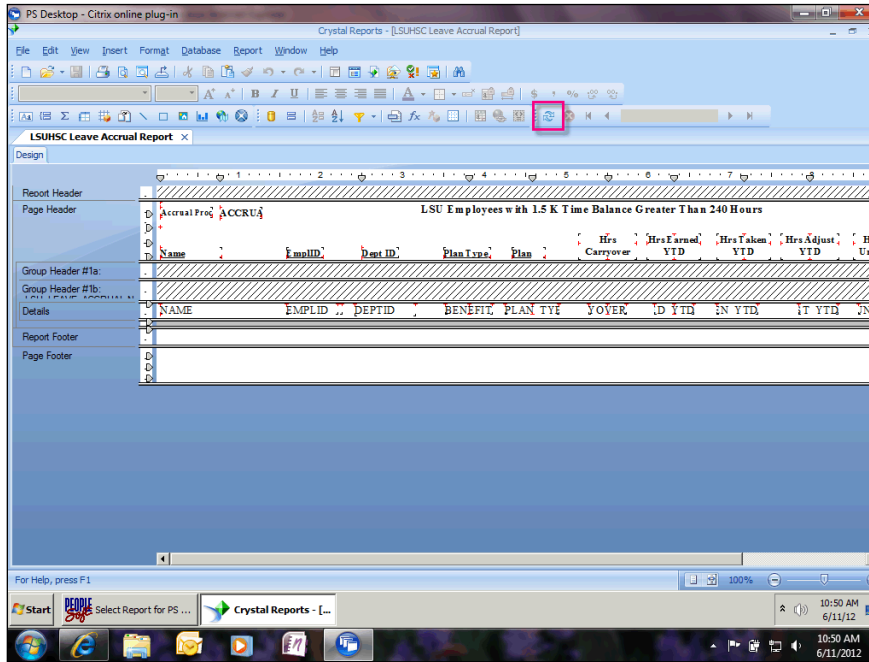 PS Desktop - Citrix online plug-in
Crystal Reports - [LSUHSC Leave Accrual Report]
File Edit View Insert Format Database Report Window Help
LSUHSC Leave Accrual Report ×
Design
Report Header
Page Header
Accrual Proc ACCRUA
LSU Employees with 1.5 K Time Balance Greater Than 240 Hours
Name EmplID Dept ID Plan Type Plan Hrs Carryover Hrs Earned YTD Hrs Taken YTD Hrs Adjust YTD
Group Header #1a:
Group Header #1b:
Details NAME EMPLID DEPTID BENEFIT PLAN TYE YOVER D YTD N YTD T YTD
Report Footer
Page Footer
For Help, press F1
100%
Start
PEOPLE Soft
Select Report for PS ...
Crystal Reports - [...
10:50 AM
6/11/12
10:50 AM
6/11/2012